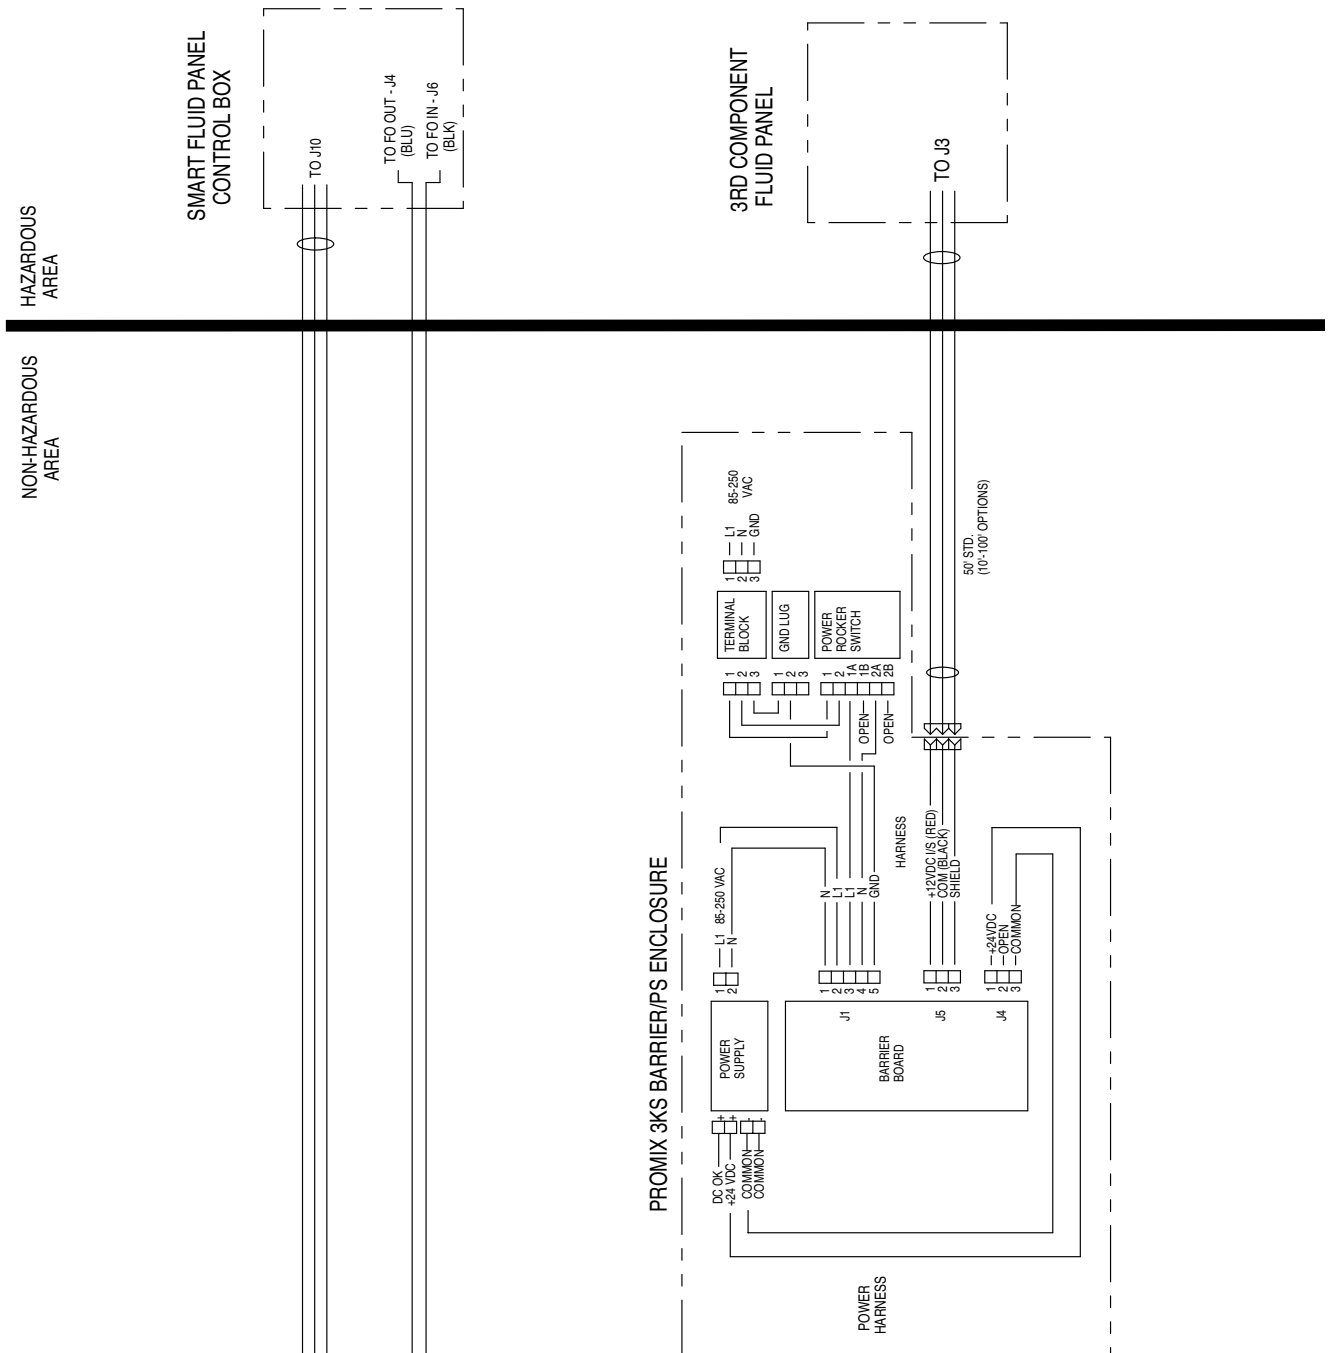 HAZARDOUS
AREA
NON-HAZARDOUS
AREA
SMART FLUID PANEL
CONTROL BOX
TO J10
TO FO OUT - J4
(BLU)
TO FO IN - J6
(BLK)
3RD COMPONENT
FLUID PANEL
TO J3
50' STD.
(10'-100' OPTIONS)
PROMIX 3KS BARRIER/PS ENCLOSURE
85-250
VAC
L1
N
GND
1
2
3
TERMINAL
BLOCK
GND LUG
POWER
ROCKER
SWITCH
1
2
3
1
2
3
1
2
1A
1B
2A
2B
OPEN
OPEN
HARNESS
L1 85-250 VAC
N
1
2
POWER
SUPPLY
+
+
-
-
DC OK
+24 VDC
COMMON
COMMON
N
L1
L1
N
GND
1
2
3
4
5
J1
+12VDC I/S (RED)
COM (BLACK)
SHIELD
1
2
3
J5
+24VDC
OPEN
COMMON
1
2
3
J4
BARRIER
BOARD
POWER
HARNESS